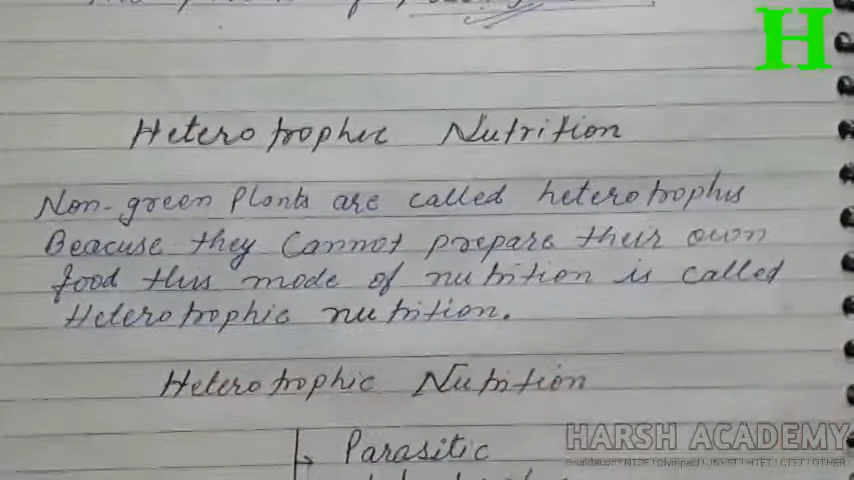 H
Heterotrophic Nutrition
Non-green Plants are called heterotrophs
Beacuse they Cannot prepare their own
food this mode of nutrition is called
Heterotrophic nutrition.
Heterotrophic Nutrition
Parasitic
HARSH ACADEMY